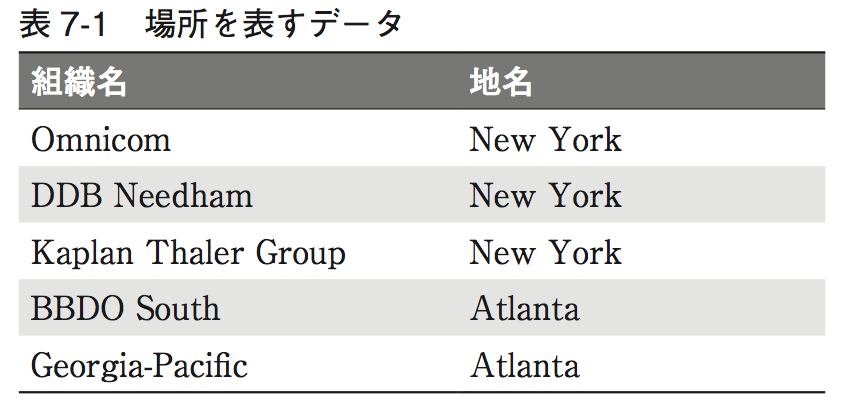 表 7-1　場所を表すデータ
組織名 地名
Omnicom New York
DDB Needham New York
Kaplan Thaler Group New York
BBDO South Atlanta
Georgia-Pacific Atlanta